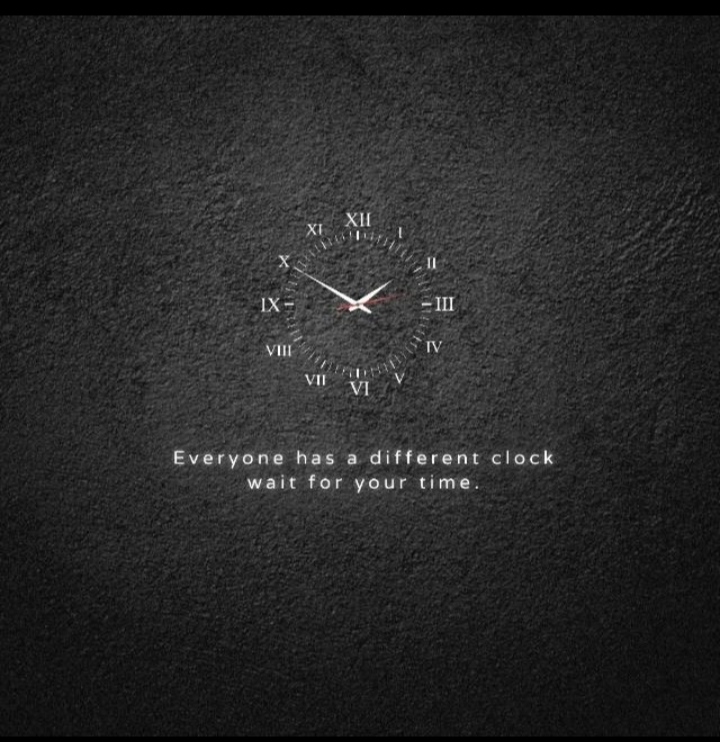 XII
XI
I
X
II
IX
III
VIII
IV
VII
V
VI
Everyone has a different clock
wait for your time.